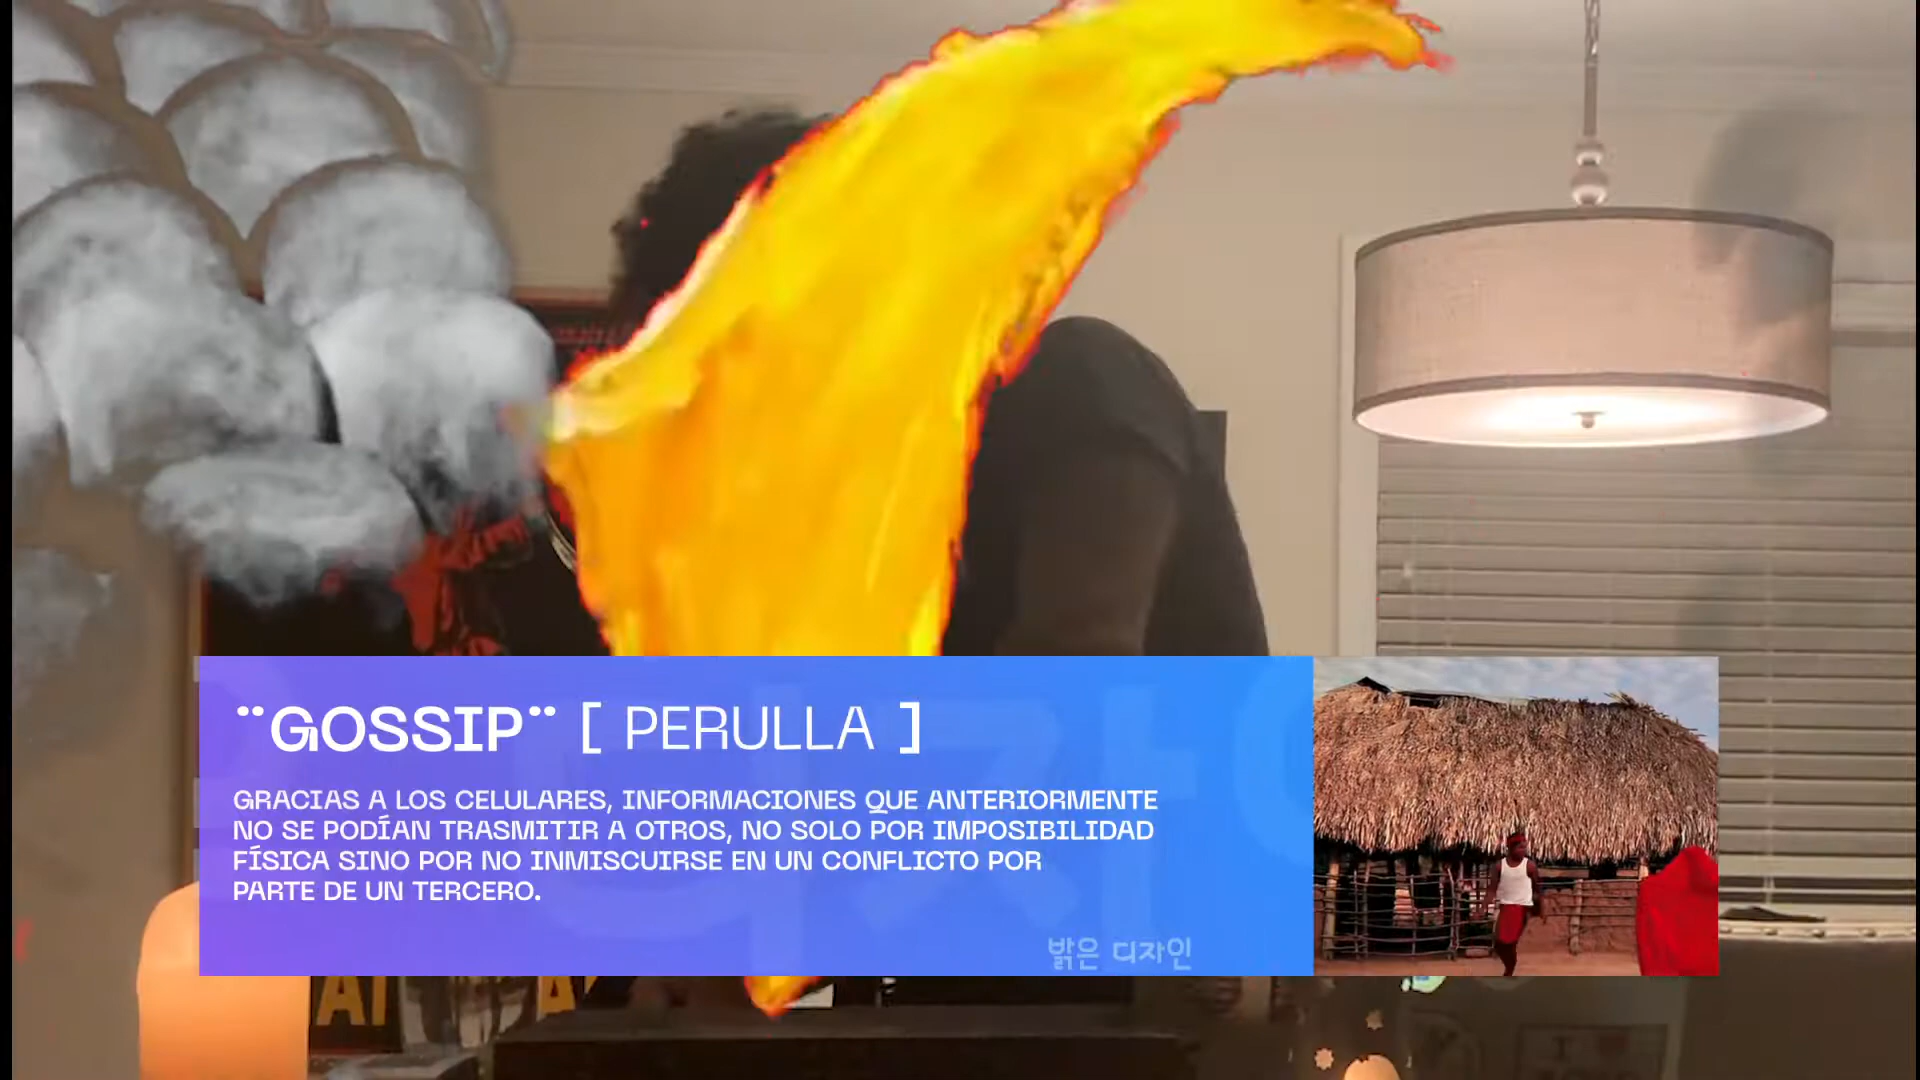 ¨GOSSIP¨ [ PERULLA ]
GRACIAS A LOS CELULARES, INFORMACIONES QUE ANTERIORMENTE
NO SE PODÍAN TRASMITIR A OTROS, NO SOLO POR IMPOSIBILIDAD
FÍSICA SINO POR NO INMISCUIRSE EN UN CONFLICTO POR
PARTE DE UN TERCERO.
밝은 디자인